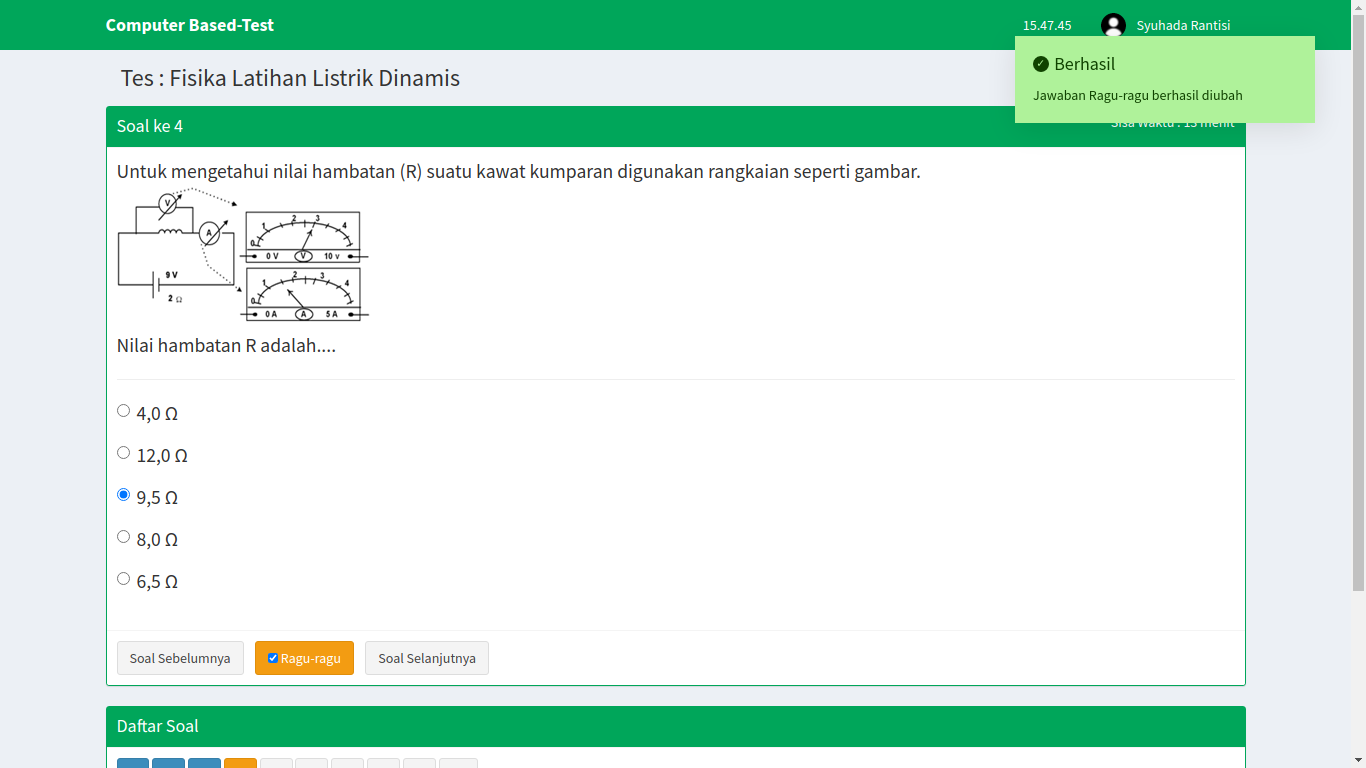 Computer Based-Test
15.47.45
Syuhada Rantisi
Berhasil
Jawaban Ragu-ragu berhasil diubah
Tes : Fisika Latihan Listrik Dinamis
Soal ke 4
Sisa Waktu : 13 menit
Untuk mengetahui nilai hambatan (R) suatu kawat kumparan digunakan rangkaian seperti gambar.
V
A
9 V
2 Ω
0 1 2 3 4
0 V V 10 v
0 1 2 3 4
0 A A 5 A
Nilai hambatan R adalah....
4,0 Ω
12,0 Ω
9,5 Ω
8,0 Ω
6,5 Ω
Soal Sebelumnya
Ragu-ragu
Soal Selanjutnya
Daftar Soal